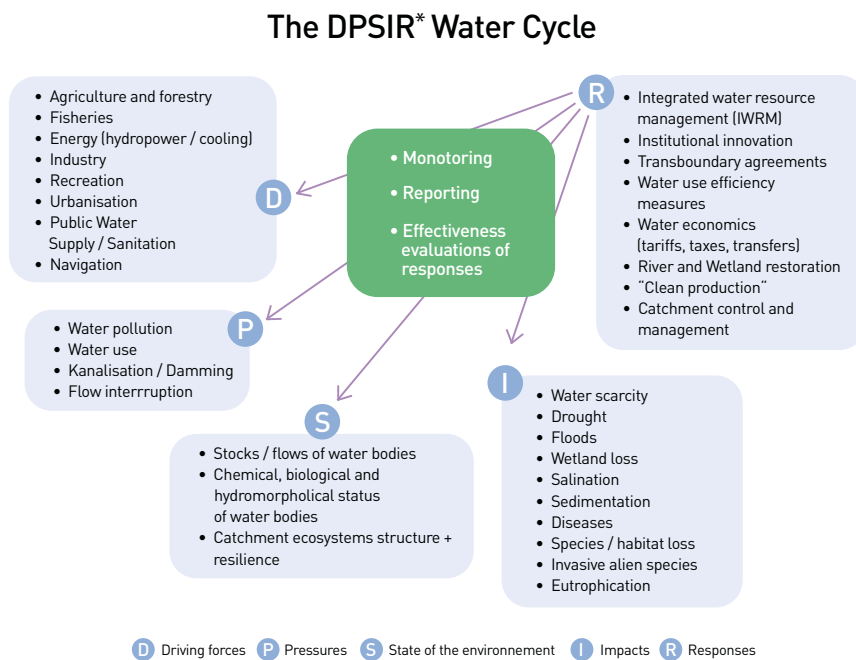 The DPSIR* Water Cycle
• Agriculture and forestry
• Fisheries
• Energy (hydropower / cooling)
• Industry
• Recreation
• Urbanisation
• Public Water
Supply / Sanitation
• Navigation
D
• Monotoring
• Reporting
• Effectiveness
evaluations of
responses
R
• Integrated water resource
management (IWRM)
• Institutional innovation
• Transboundary agreements
• Water use efficiency
measures
• Water economics
(tariffs, taxes, transfers)
• River and Wetland restoration
• “Clean production“
• Catchment control and
management
P
• Water pollution
• Water use
• Kanalisation / Damming
• Flow interrruption
S
• Stocks / flows of water bodies
• Chemical, biological and
hydromorpholical status
of water bodies
• Catchment ecosystems structure +
resilience
I
• Water scarcity
• Drought
• Floods
• Wetland loss
• Salination
• Sedimentation
• Diseases
• Species / habitat loss
• Invasive alien species
• Eutrophication
D Driving forces P Pressures S State of the environnement I Impacts R Responses